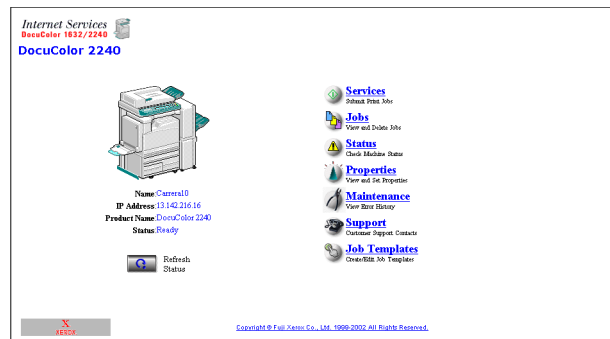 Internet Services
DocuColor 1632/2240
DocuColor 2240
Services
Submit Print Jobs
Jobs
View and Delete Jobs
Status
Check Machine Status
Properties
View and Set Properties
Maintenance
View Error History
Support
Customer Support Contacts
Job Templates
Create/Edit Job Templates
Name:Carrera10
IP Address:13.142.216.16
Product Name:DocuColor 2240
Status:Ready
Refresh
Status
X
XEROX
Copyright © Fuji Xerox Co., Ltd. 1999-2002 All Rights Reserved.